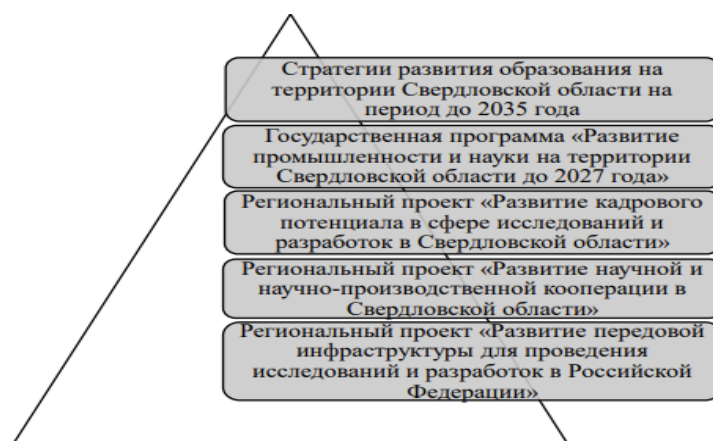 Стратегии развития образования на
территории Свердловской области на
период до 2035 года
Государственная программа «Развитие
промышленности и науки на территории
Свердловской области до 2027 года»
Региональный проект «Развитие кадрового
потенциала в сфере исследований и
разработок в Свердловской области»
Региональный проект «Развитие научной и
научно-производственной кооперации в
Свердловской области»
Региональный проект «Развитие передовой
инфраструктуры для проведения
исследований и разработок в Российской
Федерации»